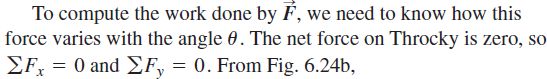 To compute the work done by F⃗, we need to know how this
force varies with the angle θ. The net force on Throcky is zero, so
ΣFₓ = 0 and ΣFᵧ = 0. From Fig. 6.24b,